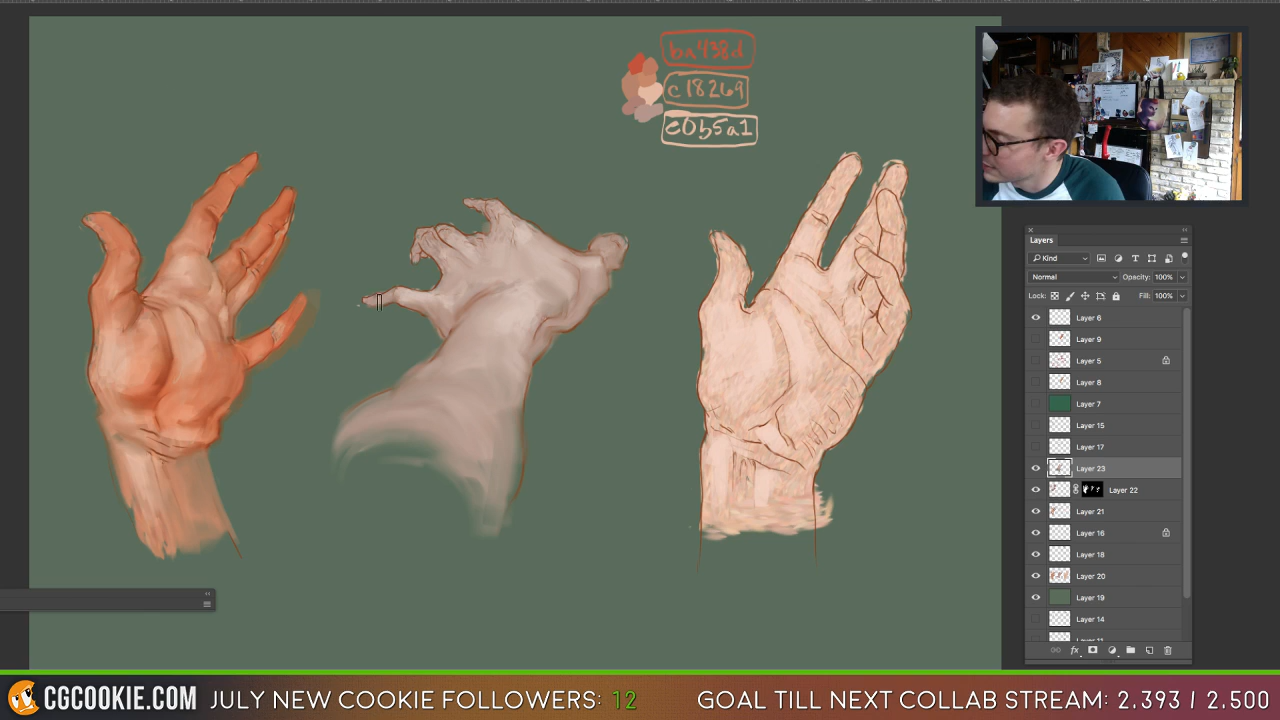 ba438d
c18269
e0b5a1
Layers
Kind
Normal
Opacity: 100%
Lock:
Fill: 100%
Layer 6
Layer 9
Layer 5
Layer 8
Layer 7
Layer 15
Layer 17
Layer 23
Layer 22
Layer 21
Layer 16
Layer 18
Layer 20
Layer 19
Layer 14
fx
CGCOOKIE.COM JULY NEW COOKIE FOLLOWERS: 12 GOAL TILL NEXT COLLAB STREAM: 2.393 / 2.500